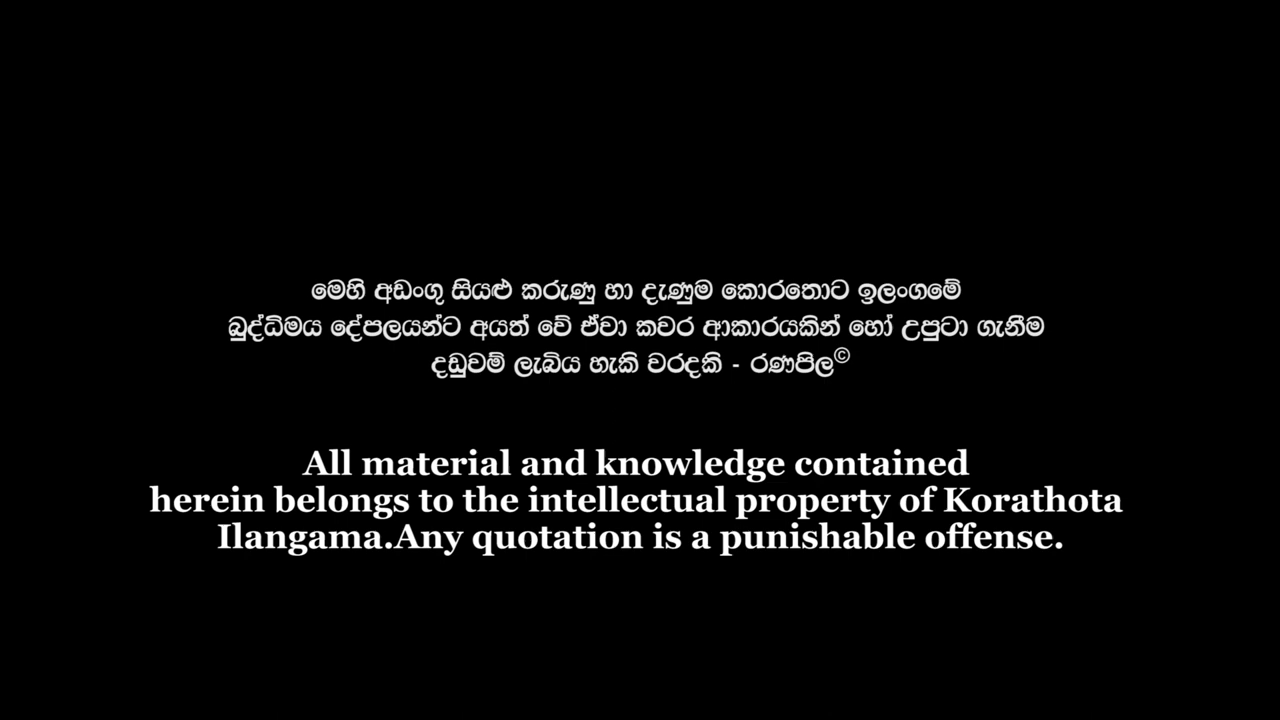 මෙහි අඩංගු සියළු කරුණු හා දැණුම කොරතොට ඉලංගමේ
බුද්ධිමය දේපලයන්ට අයත් වේ ඒවා කවර ආකාරයකින් හෝ උපුටා ගැනීම
දඩුවම් ලැබිය හැකි වරදකි - රණපිල©
All material and knowledge contained
herein belongs to the intellectual property of Korathota
Ilangama.Any quotation is a punishable offense.